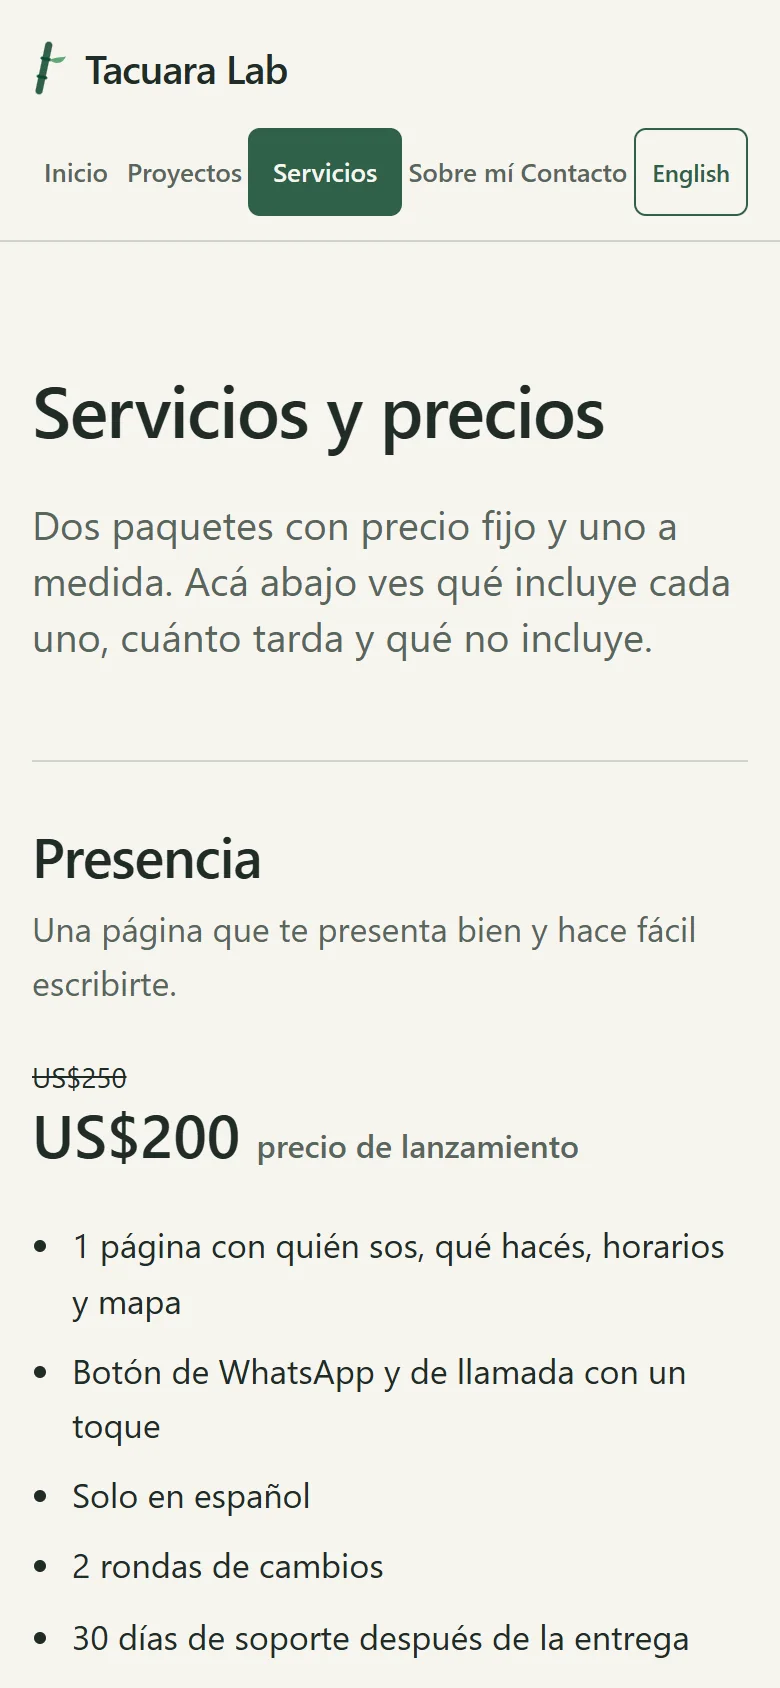 Tacuara Lab
Inicio Proyectos Servicios Sobre mí Contacto English
Servicios y precios
Dos paquetes con precio fijo y uno a
medida. Acá abajo ves qué incluye cada
uno, cuánto tarda y qué no incluye.
Presencia
Una página que te presenta bien y hace fácil
escribirte.
US$250
US$200 precio de lanzamiento
• 1 página con quién sos, qué hacés, horarios
y mapa
• Botón de WhatsApp y de llamada con un
toque
• Solo en español
• 2 rondas de cambios
• 30 días de soporte después de la entrega